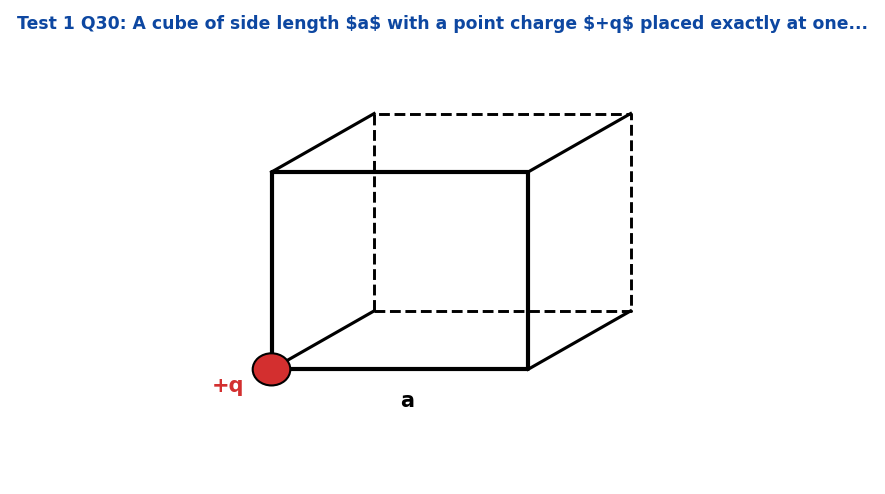 Test 1 Q30: A cube of side length $a$ with a point charge $+q$ placed exactly at one...
+q
a